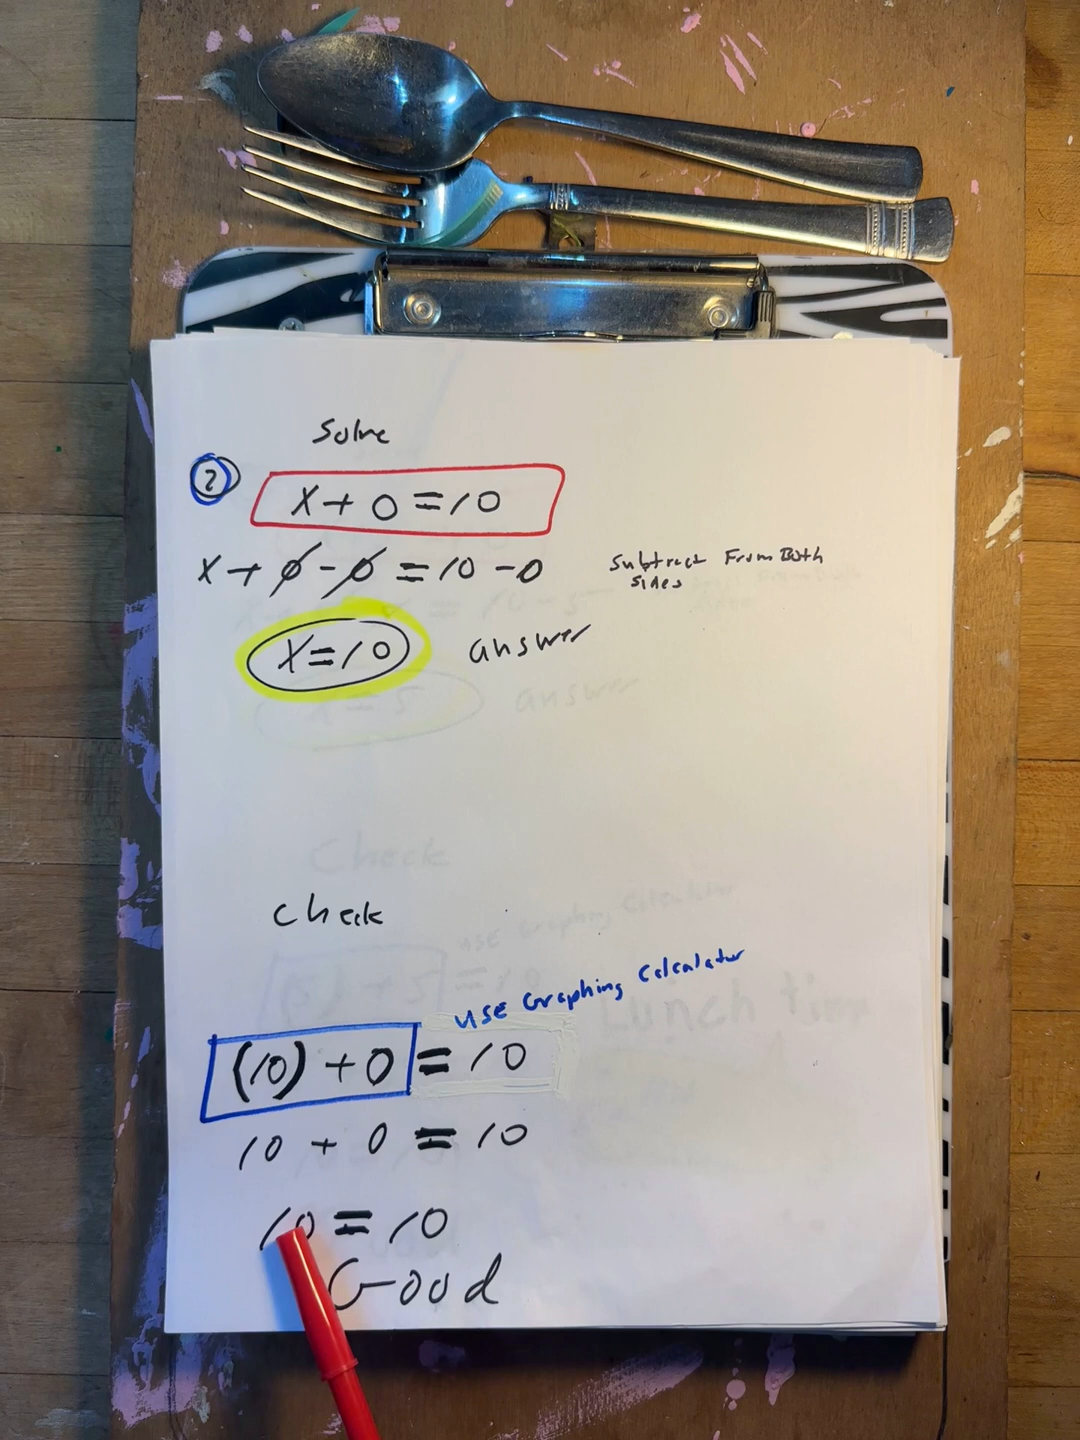 Solve
2
x + 0 = 10
x + 0 - 0 = 10 - 0
Subtract From Both
Sides
x = 10
answer
Check
USE Graphing Calculator
(10) + 0 = 10
10 + 0 = 10
10 = 10
Good